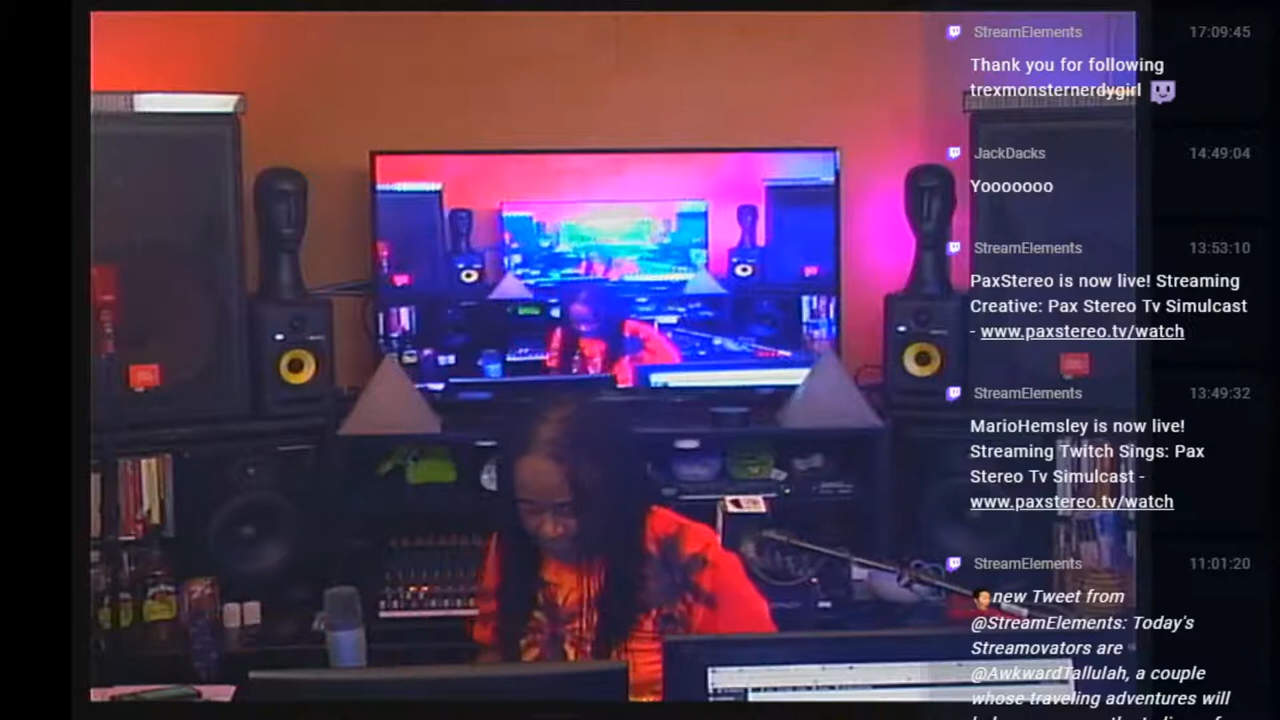 StreamElements 17:09:45
Thank you for following
trexmonsternerdygirl
JackDacks 14:49:04
Yooooooo
StreamElements 13:53:10
PaxStereo is now live! Streaming
Creative: Pax Stereo Tv Simulcast
- www.paxstereo.tv/watch
StreamElements 13:49:32
MarioHemsley is now live!
Streaming Twitch Sings: Pax
Stereo Tv Simulcast -
www.paxstereo.tv/watch
StreamElements 11:01:20
new Tweet from
@StreamElements: Today's
Streamovators are
@AwkwardTallulah, a couple
whose traveling adventures will